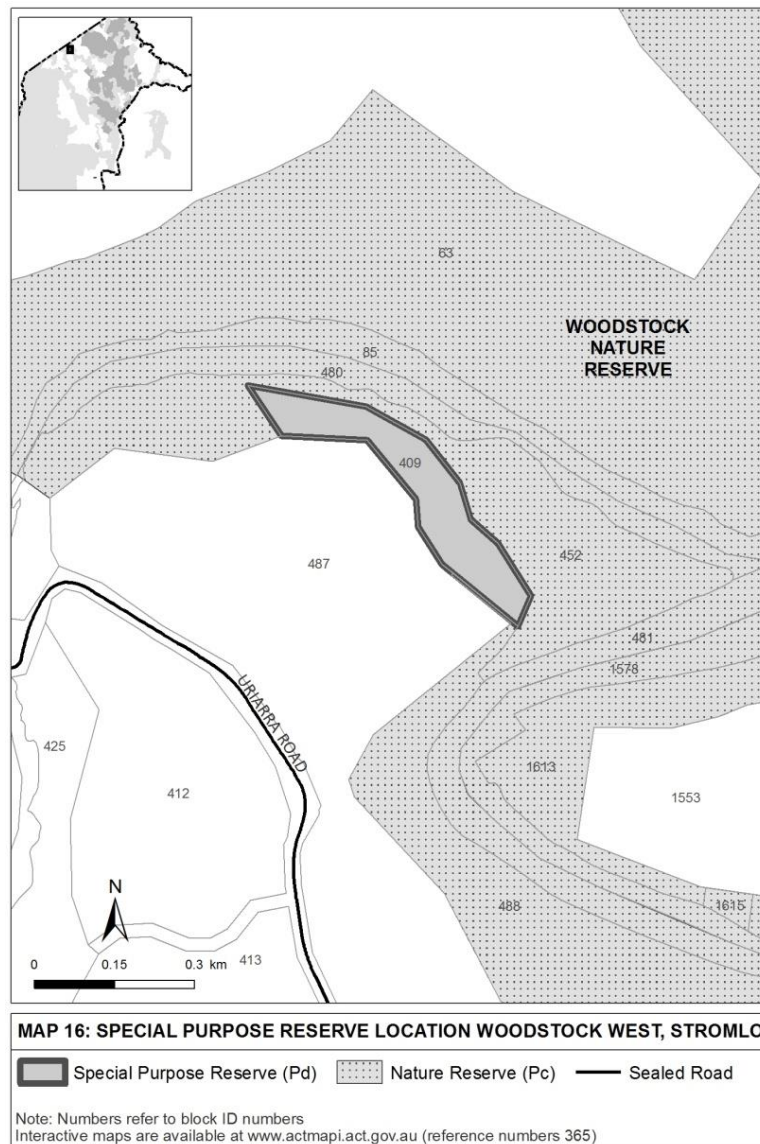 63
WOODSTOCK
NATURE
RESERVE
85
480
409
487
452
481
1578
URIARRA ROAD
425
412
1613
1553
N
488
1615
413
0 0.15 0.3 km
MAP 16: SPECIAL PURPOSE RESERVE LOCATION WOODSTOCK WEST, STROMLO
Special Purpose Reserve (Pd) Nature Reserve (Pc) Sealed Road
Note: Numbers refer to block ID numbers
Interactive maps are available at www.actmapi.act.gov.au (reference numbers 365)